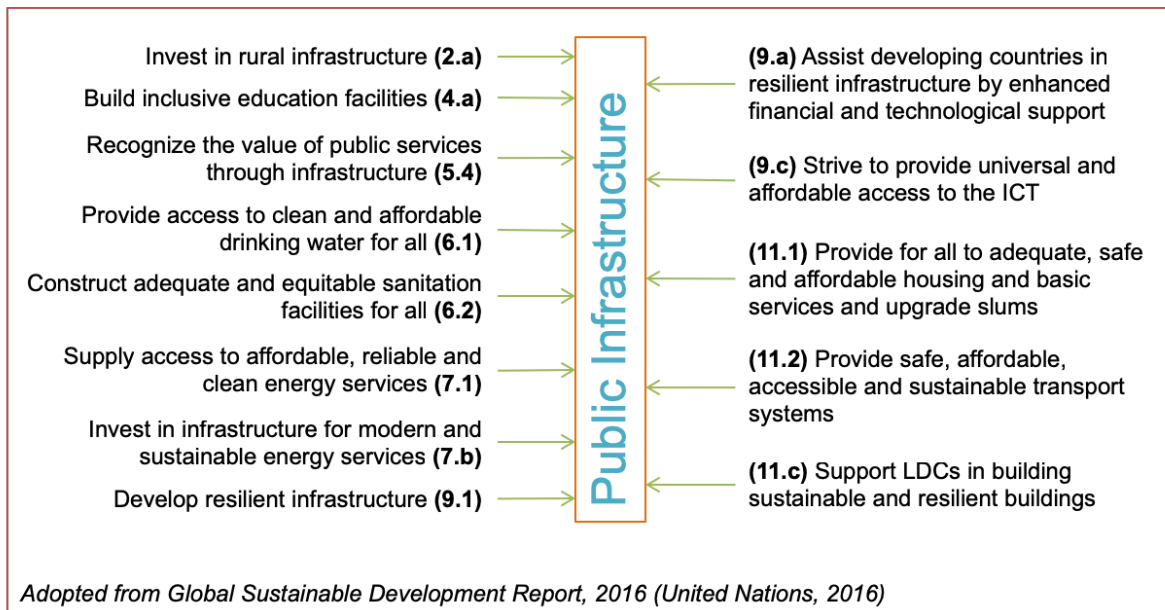 Invest in rural infrastructure (2.a)
Build inclusive education facilities (4.a)
Recognize the value of public services
through infrastructure (5.4)
Provide access to clean and affordable
drinking water for all (6.1)
Construct adequate and equitable sanitation
facilities for all (6.2)
Supply access to affordable, reliable and
clean energy services (7.1)
Invest in infrastructure for modern and
sustainable energy services (7.b)
Develop resilient infrastructure (9.1)
Public Infrastructure
(9.a) Assist developing countries in
resilient infrastructure by enhanced
financial and technological support
(9.c) Strive to provide universal and
affordable access to the ICT
(11.1) Provide for all to adequate, safe
and affordable housing and basic
services and upgrade slums
(11.2) Provide safe, affordable,
accessible and sustainable transport
systems
(11.c) Support LDCs in building
sustainable and resilient buildings
Adopted from Global Sustainable Development Report, 2016 (United Nations, 2016)